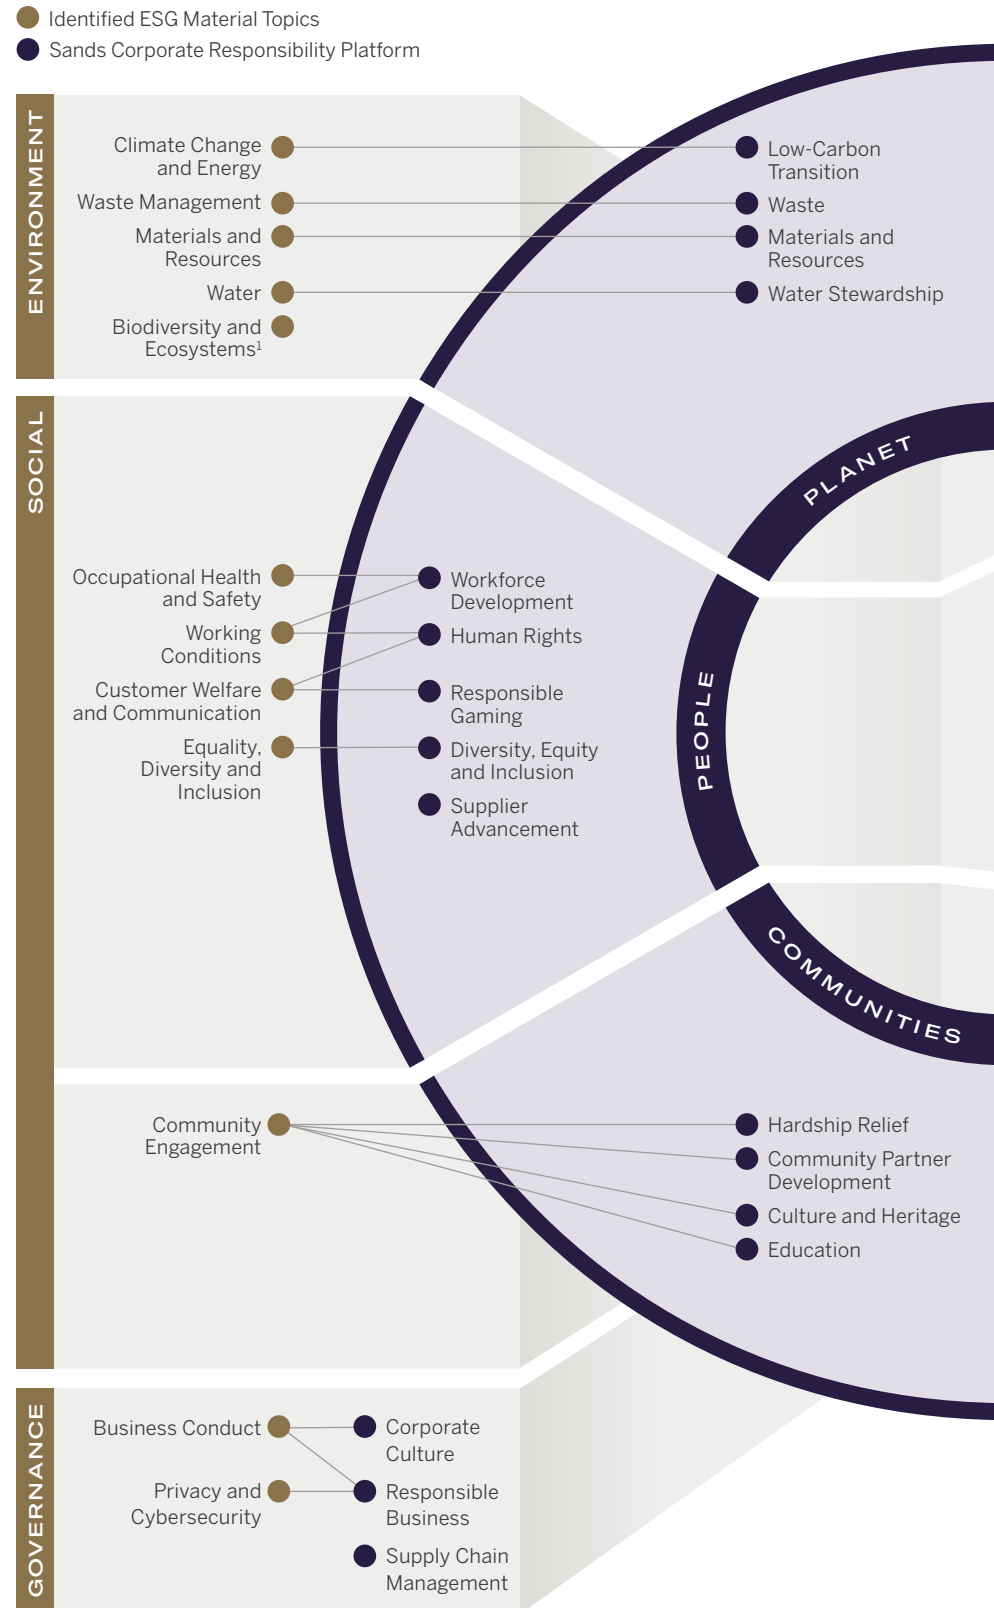 Identified ESG Material Topics
Sands Corporate Responsibility Platform
ENVIRONMENT
Climate Change
and Energy
Waste Management
Materials and
Resources
Water
Biodiversity and
Ecosystems¹
Low-Carbon
Transition
Waste
Materials and
Resources
Water Stewardship
PLANET
SOCIAL
Occupational Health
and Safety
Working
Conditions
Customer Welfare
and Communication
Equality,
Diversity and
Inclusion
Workforce
Development
Human Rights
Responsible
Gaming
Diversity, Equity
and Inclusion
Supplier
Advancement
PEOPLE
COMMUNITIES
Community
Engagement
Hardship Relief
Community Partner
Development
Culture and Heritage
Education
GOVERNANCE
Business Conduct
Privacy and
Cybersecurity
Corporate
Culture
Responsible
Business
Supply Chain
Management